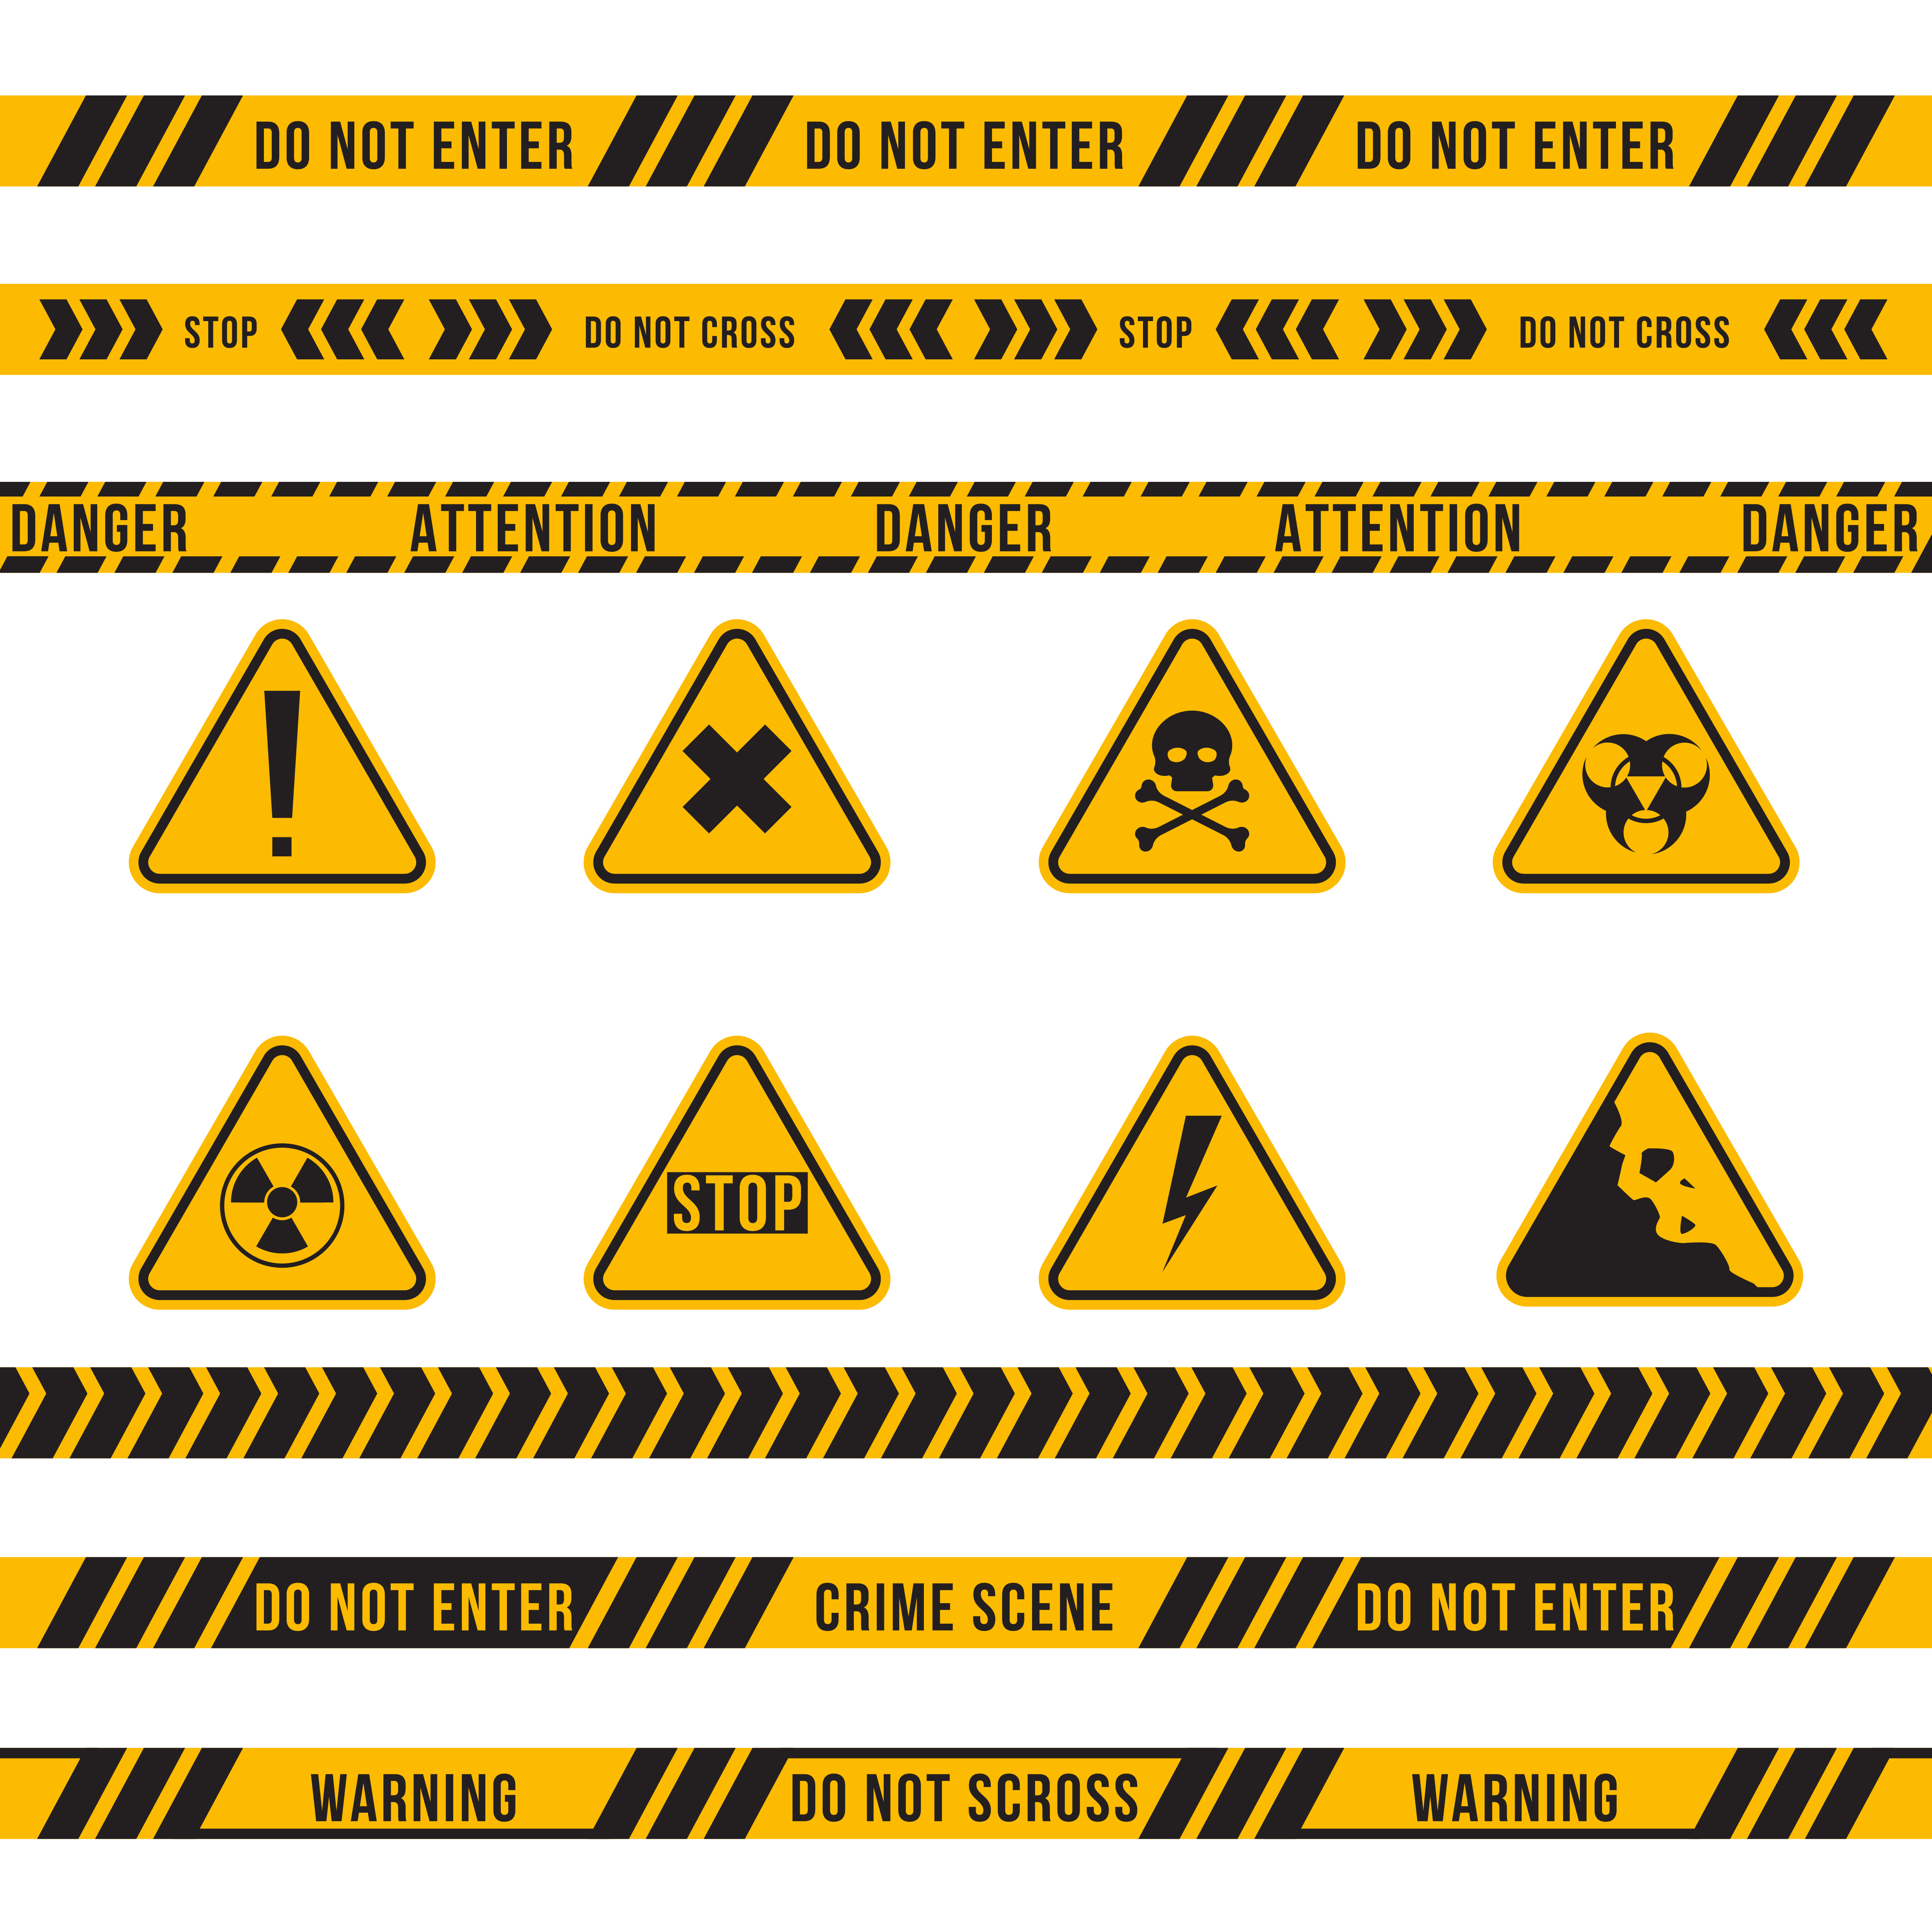 DO NOT ENTER DO NOT ENTER DO NOT ENTER
STOP DO NOT CROSS STOP DO NOT CROSS
DANGER ATTENTION DANGER ATTENTION DANGER
STOP
DO NOT ENTER CRIME SCENE DO NOT ENTER
WARNING DO NOT SCROSS WARNING